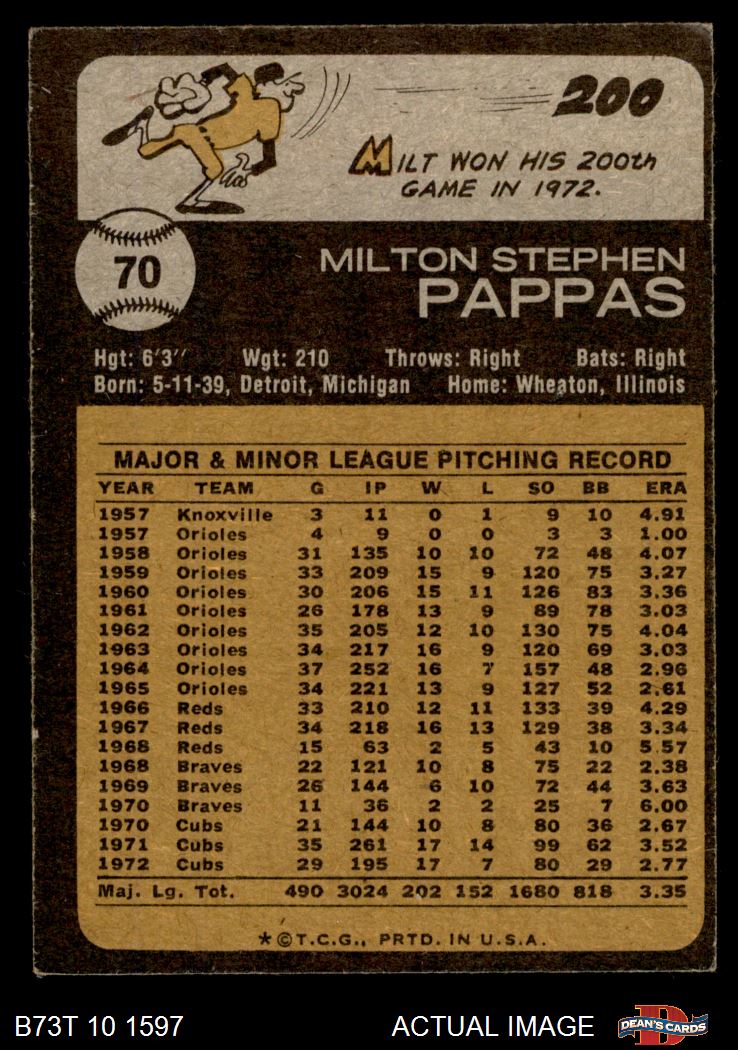 200
MILT WON HIS 200th
GAME IN 1972.
70
MILTON STEPHEN
PAPPAS
Hgt: 6'3" Wgt: 210 Throws: Right Bats: Right
Born: 5-11-39, Detroit, Michigan Home: Wheaton, Illinois
MAJOR & MINOR LEAGUE PITCHING RECORD
YEAR TEAM G IP W L SO BB ERA
1957 Knoxville 3 11 0 1 9 10 4.91
1957 Orioles 4 9 0 0 3 3 1.00
1958 Orioles 31 135 10 10 72 48 4.07
1959 Orioles 33 209 15 9 120 75 3.27
1960 Orioles 30 206 15 11 126 83 3.36
1961 Orioles 26 178 13 9 89 78 3.03
1962 Orioles 35 205 12 10 130 75 4.04
1963 Orioles 34 217 16 9 120 69 3.03
1964 Orioles 37 252 16 7 157 48 2.96
1965 Orioles 34 221 13 9 127 52 2.61
1966 Reds 33 210 12 11 133 39 4.29
1967 Reds 34 218 16 13 129 38 3.34
1968 Reds 15 63 2 5 43 10 5.57
1968 Braves 22 121 10 8 75 22 2.38
1969 Braves 26 144 6 10 72 44 3.63
1970 Braves 11 36 2 2 25 7 6.00
1970 Cubs 21 144 10 8 80 36 2.67
1971 Cubs 35 261 17 14 99 62 3.52
1972 Cubs 29 195 17 7 80 29 2.77
Maj. Lg. Tot. 490 3024 202 152 1680 818 3.35
*©T.C.G., PRTD. IN U.S.A.
B73T 10 1597 ACTUAL IMAGE D DEAN'S CARDS